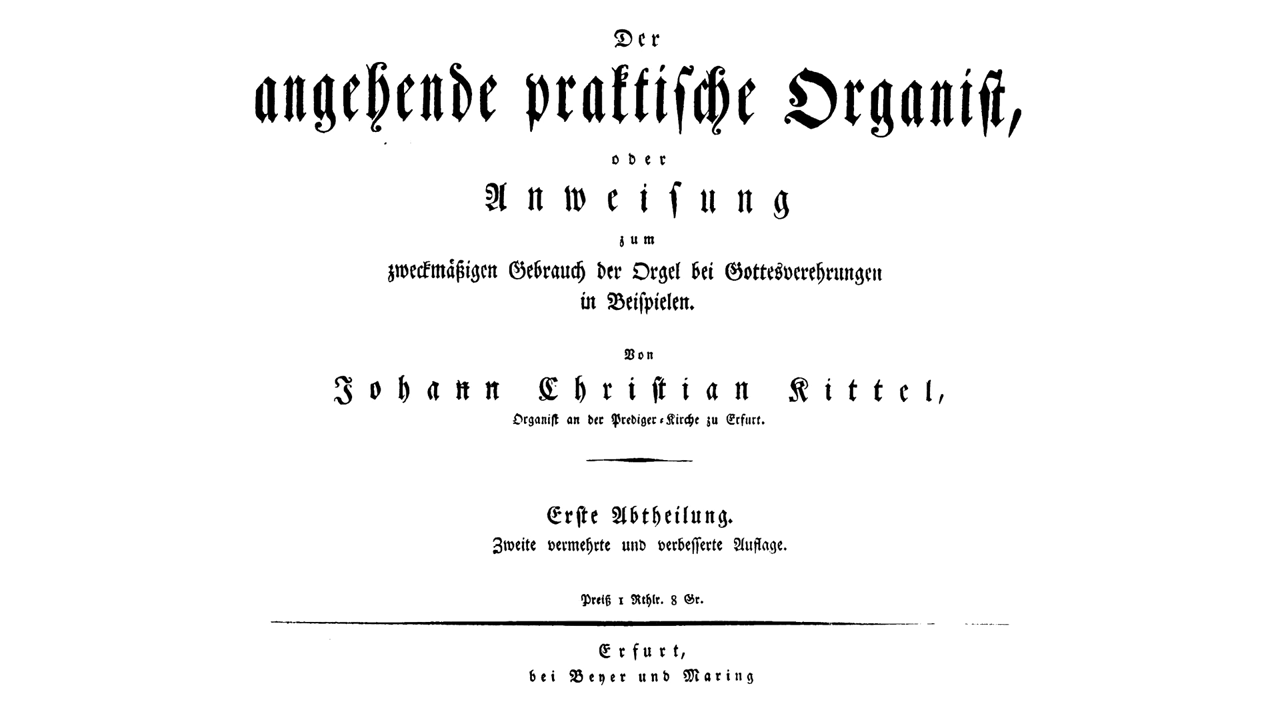 Der
angehende praktische Organist,
oder
Anweisung
zum
zweckmäßigen Gebrauch der Orgel bei Gottesverehrungen
in Beispielen.
Von
Johann Christian Kittel,
Organist an der Prediger-Kirche zu Erfurt.
Erste Abtheilung.
Zweite vermehrte und verbesserte Auflage.
Preiß 1 Rthlr. 8 Gr.
Erfurt,
bei Beyer und Maring